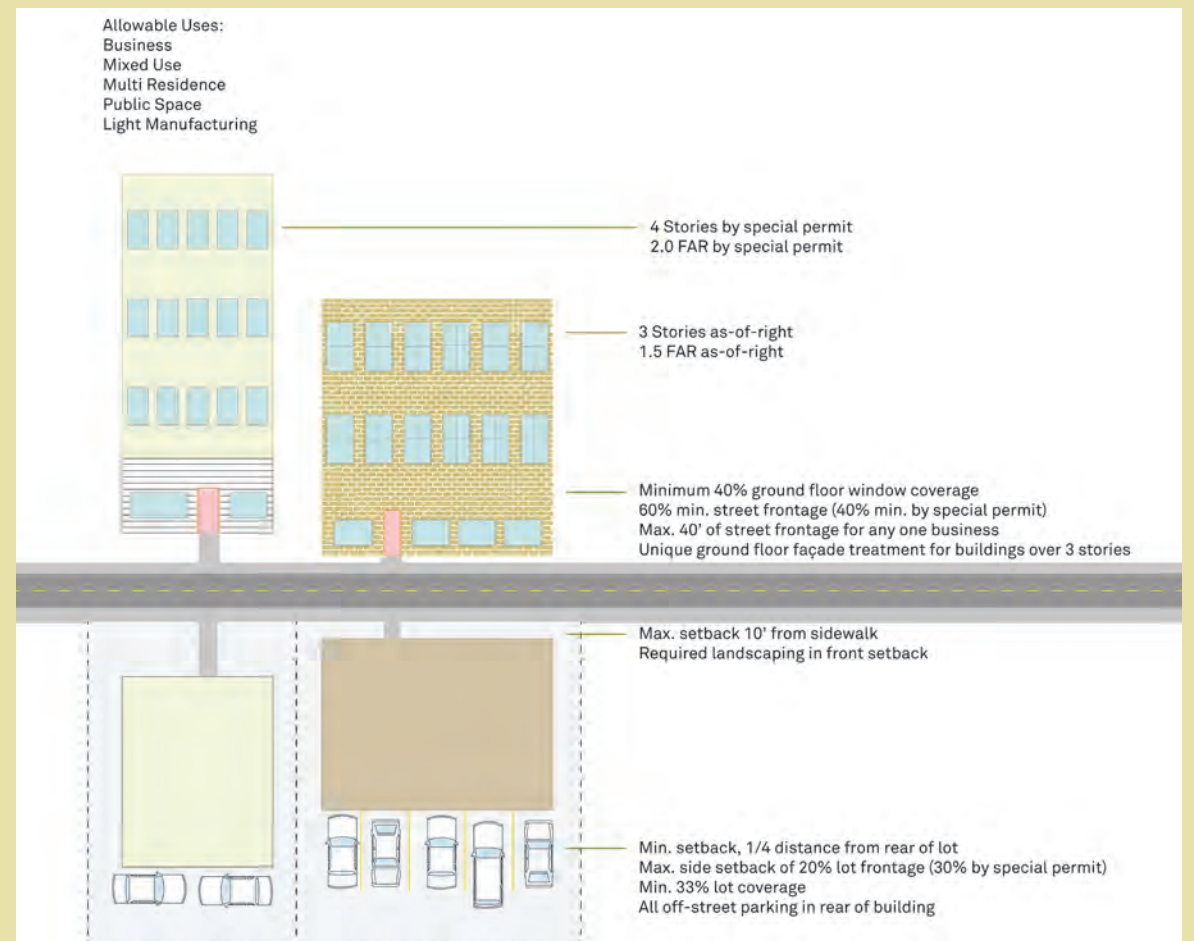 Allowable Uses:
Business
Mixed Use
Multi Residence
Public Space
Light Manufacturing
4 Stories by special permit
2.0 FAR by special permit
3 Stories as-of-right
1.5 FAR as-of-right
Minimum 40% ground floor window coverage
60% min. street frontage (40% min. by special permit)
Max. 40’ of street frontage for any one business
Unique ground floor façade treatment for buildings over 3 stories
Max. setback 10’ from sidewalk
Required landscaping in front setback
Min. setback, 1/4 distance from rear of lot
Max. side setback of 20% lot frontage (30% by special permit)
Min. 33% lot coverage
All off-street parking in rear of building